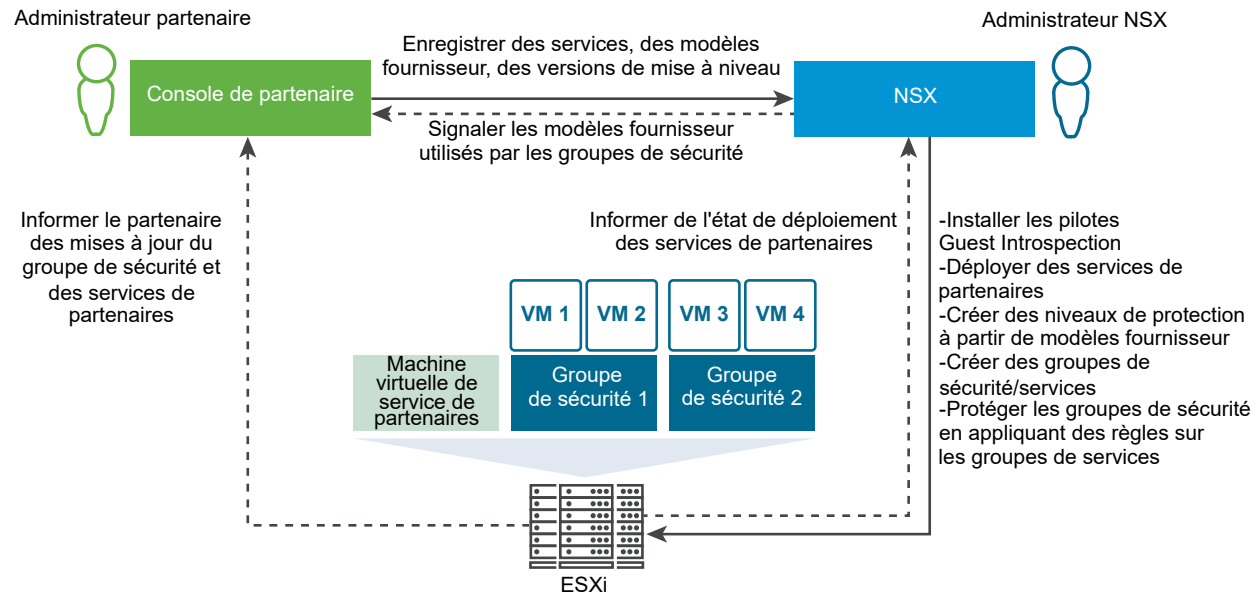 Administrateur partenaire
Administrateur NSX
Console de partenaire
Enregistrer des services, des modèles
fournisseur, des versions de mise à niveau
NSX
Signaler les modèles fournisseur
utilisés par les groupes de sécurité
Informer le partenaire
des mises à jour du
groupe de sécurité et
des services de
partenaires
Informer de l'état de déploiement
des services de partenaires
-Installer les pilotes
Guest Introspection
-Déployer des services de
partenaires
-Créer des niveaux de protection
à partir de modèles fournisseur
-Créer des groupes de
sécurité/services
-Protéger les groupes de sécurité
en appliquant des règles sur
les groupes de services
VM 1
VM 2
VM 3
VM 4
Machine
virtuelle de
service de
partenaires
Groupe
de sécurité 1
Groupe
de sécurité 2
ESXi